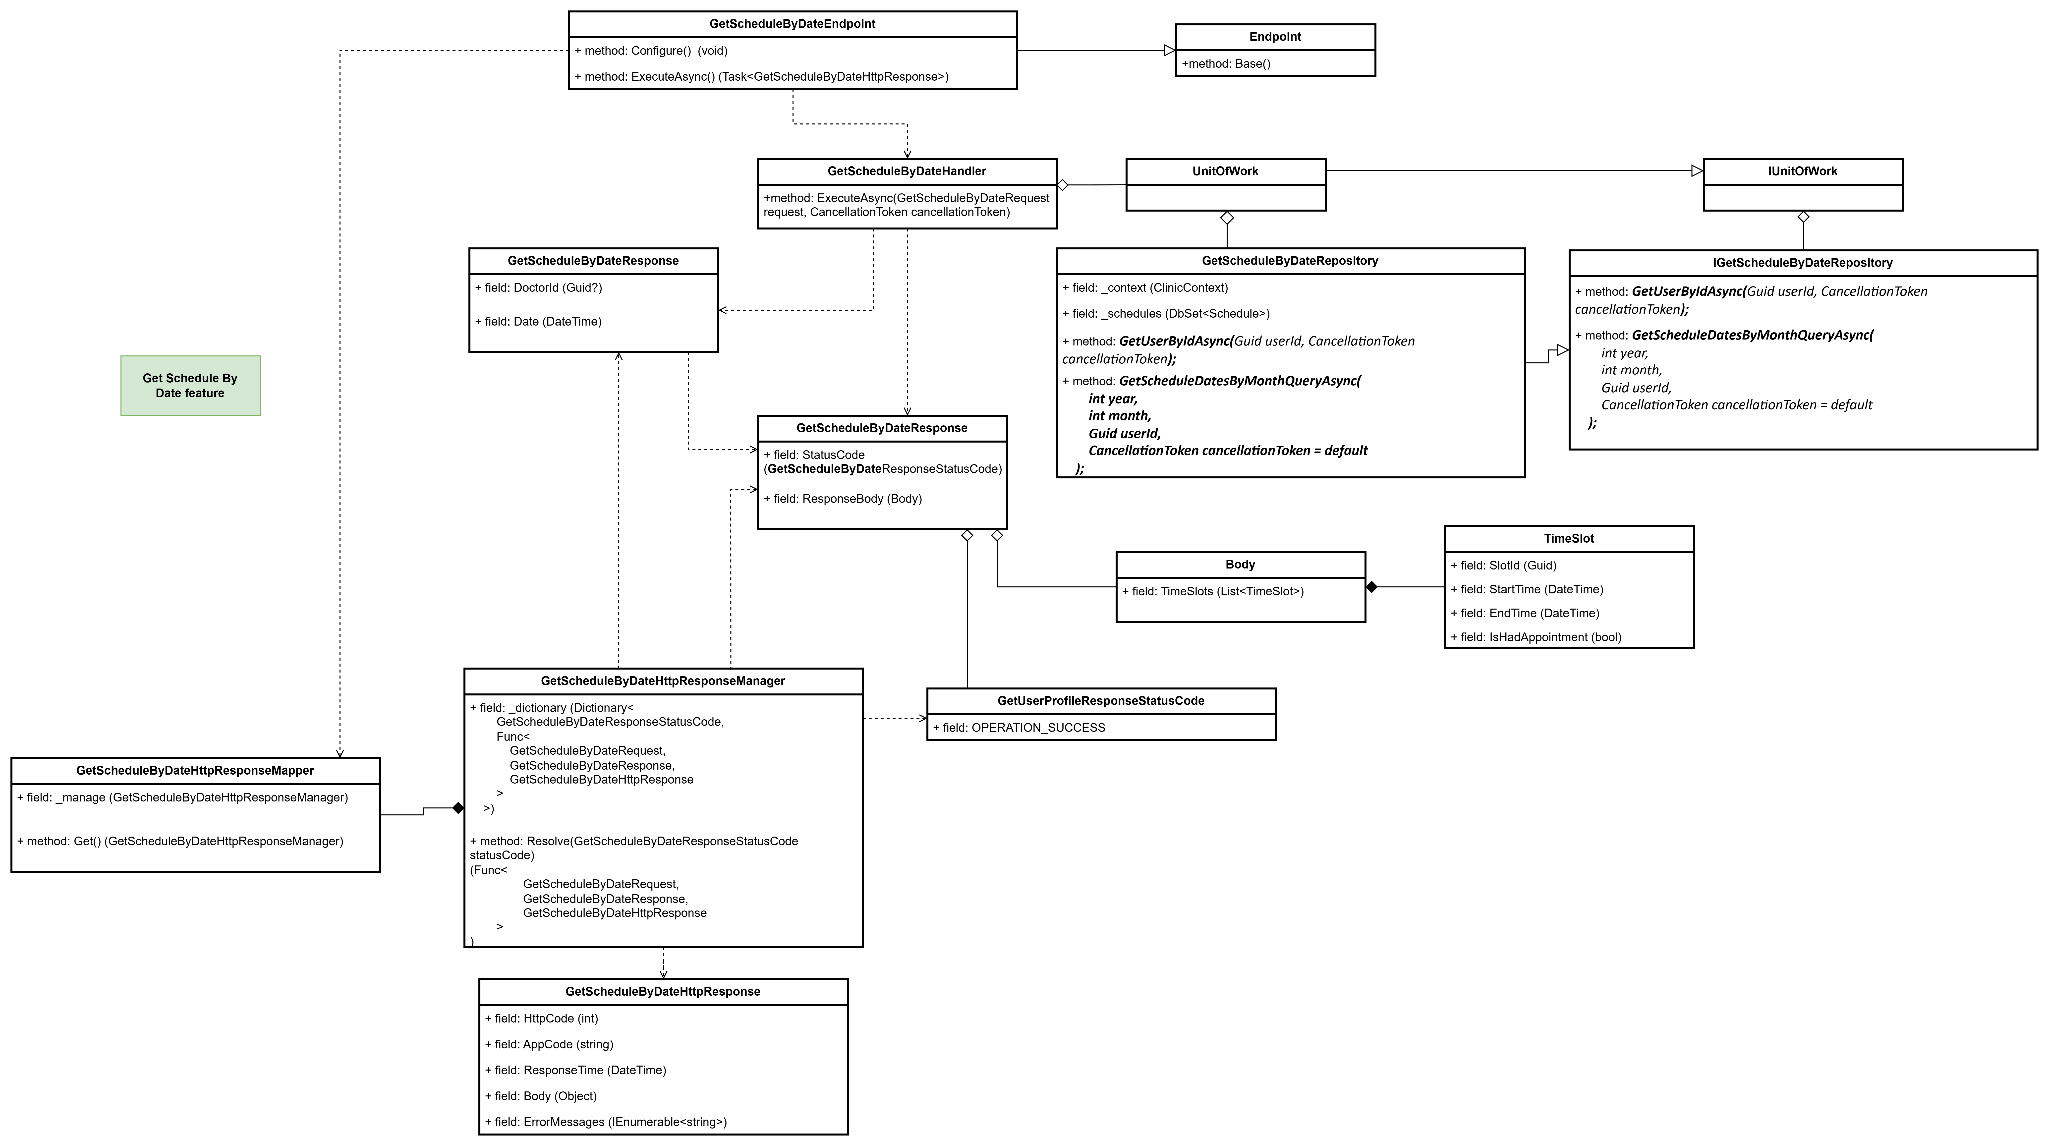 GetScheduleByDateEndpoint
+ method: Configure()  (void)
+ method: ExecuteAsync() (Task<GetScheduleByDateHttpResponse>)
Endpoint
+method: Base()
GetScheduleByDateHandler
+method: ExecuteAsync(GetScheduleByDateRequest
request, CancellationToken cancellationToken)
UnitOfWork
IUnitOfWork
GetScheduleByDateResponse
+ field: DoctorId (Guid?)
+ field: Date (DateTime)
GetScheduleByDateRepository
+ field: _context (ClinicContext)
+ field: _schedules (DbSet<Schedule>)
+ method: GetUserByIdAsync(Guid userId, CancellationToken
cancellationToken);
+ method: GetScheduleDatesByMonthQueryAsync(
int year,
int month,
Guid userId,
CancellationToken cancellationToken = default
);
IGetScheduleByDateRepository
+ method: GetUserByIdAsync(Guid userId, CancellationToken
cancellationToken);
+ method: GetScheduleDatesByMonthQueryAsync(
int year,
int month,
Guid userId,
CancellationToken cancellationToken = default
);
Get Schedule By
Date feature
GetScheduleByDateResponse
+ field: StatusCode
(GetScheduleByDateResponseStatusCode)
+ field: ResponseBody (Body)
Body
+ field: TimeSlots (List<TimeSlot>)
TimeSlot
+ field: SlotId (Guid)
+ field: StartTime (DateTime)
+ field: EndTime (DateTime)
+ field: IsHadAppointment (bool)
GetScheduleByDateHttpResponseManager
+ field: _dictionary (Dictionary<
GetScheduleByDateResponseStatusCode,
Func<
GetScheduleByDateRequest,
GetScheduleByDateResponse,
GetScheduleByDateHttpResponse
>
>)
+ method: Resolve(GetScheduleByDateResponseStatusCode
statusCode)
(Func<
GetScheduleByDateRequest,
GetScheduleByDateResponse,
GetScheduleByDateHttpResponse
>
)
GetUserProfileResponseStatusCode
+ field: OPERATION_SUCCESS
GetScheduleByDateHttpResponseMapper
+ field: _manage (GetScheduleByDateHttpResponseManager)
+ method: Get() (GetScheduleByDateHttpResponseManager)
GetScheduleByDateHttpResponse
+ field: HttpCode (int)
+ field: AppCode (string)
+ field: ResponseTime (DateTime)
+ field: Body (Object)
+ field: ErrorMessages (IEnumerable<string>)